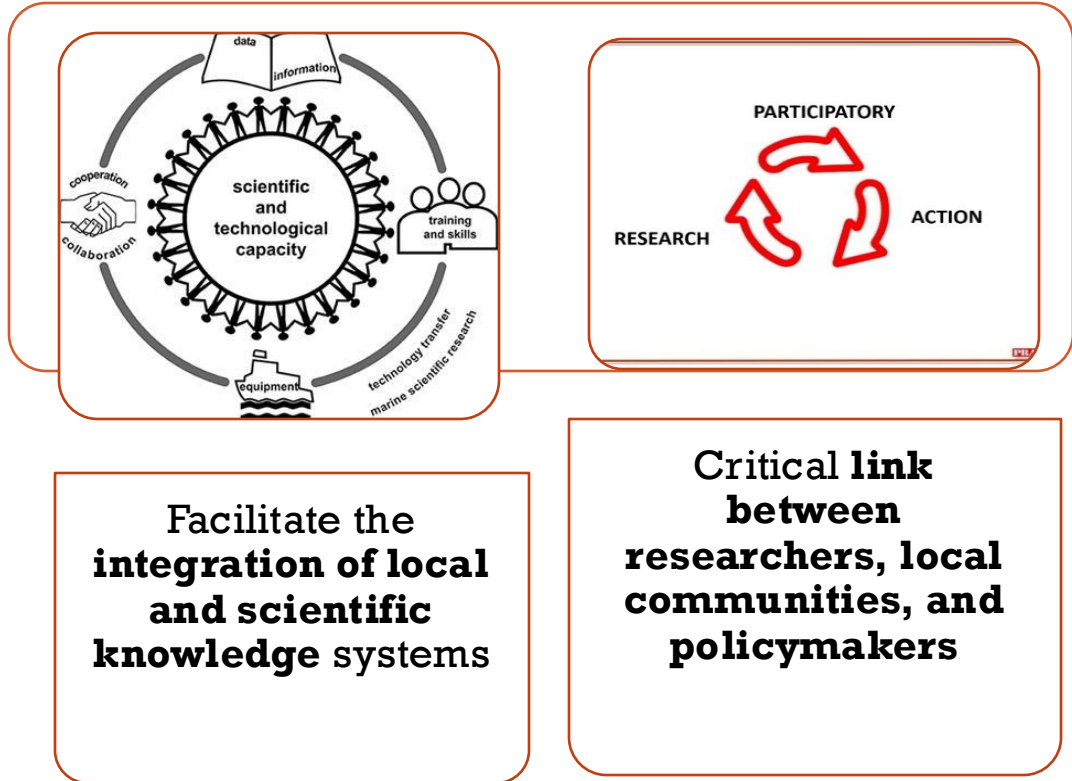 data
information
cooperation
collaboration
scientific
and
technological
capacity
training
and skills
equipment
technology transfer
marine scientific research
PARTICIPATORY
ACTION
RESEARCH
Facilitate the
integration of local
and scientific
knowledge systems
Critical link
between
researchers, local
communities, and
policymakers